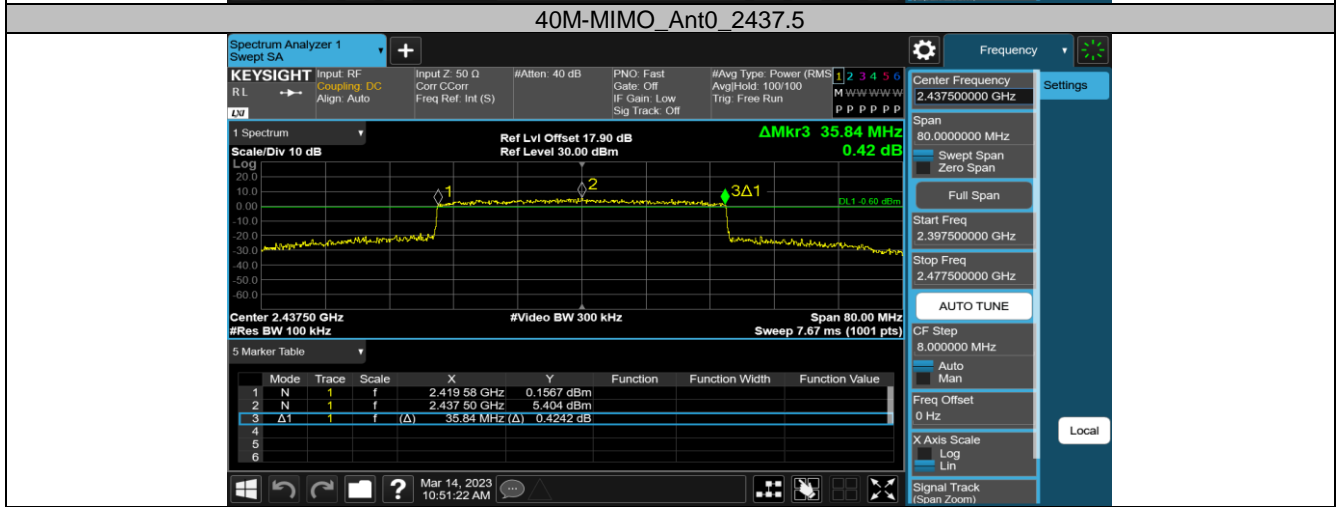 40M-MIMO_Ant0_2437.5
Spectrum Analyzer 1
Swept SA
Frequency
KEYSIGHT Input: RF Input Z: 50 Ω #Atten: 40 dB PNO: Fast #Avg Type: Power (RMS 1 2 3 4 5 6
RL Coupling: DC Corr CCorr Gate: Off Avg|Hold: 100/100 M W W W W W
Align: Auto Freq Ref: Int (S) IF Gain: Low Trig: Free Run
LXI Sig Track: Off P P P P P P
Center Frequency
2.437500000 GHz
Settings
1 Spectrum
Ref Lvl Offset 17.90 dB
ΔMkr3 35.84 MHz
Scale/Div 10 dB
Ref Level 30.00 dBm
0.42 dB
Log
20.0
10.00
0.00
-10.0
-20.0
-30.0
-40.0
-50.0
-60.0
1
2
3Δ1
DL1 -0.60 dBm
Center 2.43750 GHz #Video BW 300 kHz Span 80.00 MHz
#Res BW 100 kHz Sweep 7.67 ms (1001 pts)
Span
80.0000000 MHz
Swept Span
Zero Span
Full Span
Start Freq
2.397500000 GHz
Stop Freq
2.477500000 GHz
AUTO TUNE
CF Step
8.000000 MHz
Auto
Man
Freq Offset
0 Hz
X Axis Scale
Log
Lin
Signal Track
(Span Zoom)
Local
5 Marker Table
Mode Trace Scale X Y Function Function Width Function Value
1 N 1 f 2.419 58 GHz 0.1567 dBm
2 N 1 f 2.437 50 GHz 5.404 dBm
3 Δ1 1 f (Δ) 35.84 MHz (Δ) 0.4242 dB
4
5
6
Mar 14, 2023
10:51:22 AM